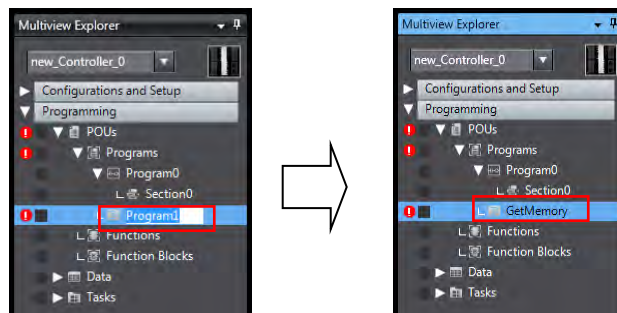 Multiview Explorer
new_Controller_0
Configurations and Setup
Programming
POUs
Programs
Program0
Section0
Program1
Functions
Function Blocks
Data
Tasks
Multiview Explorer
new_Controller_0
Configurations and Setup
Programming
POUs
Programs
Program0
Section0
GetMemory
Functions
Function Blocks
Data
Tasks